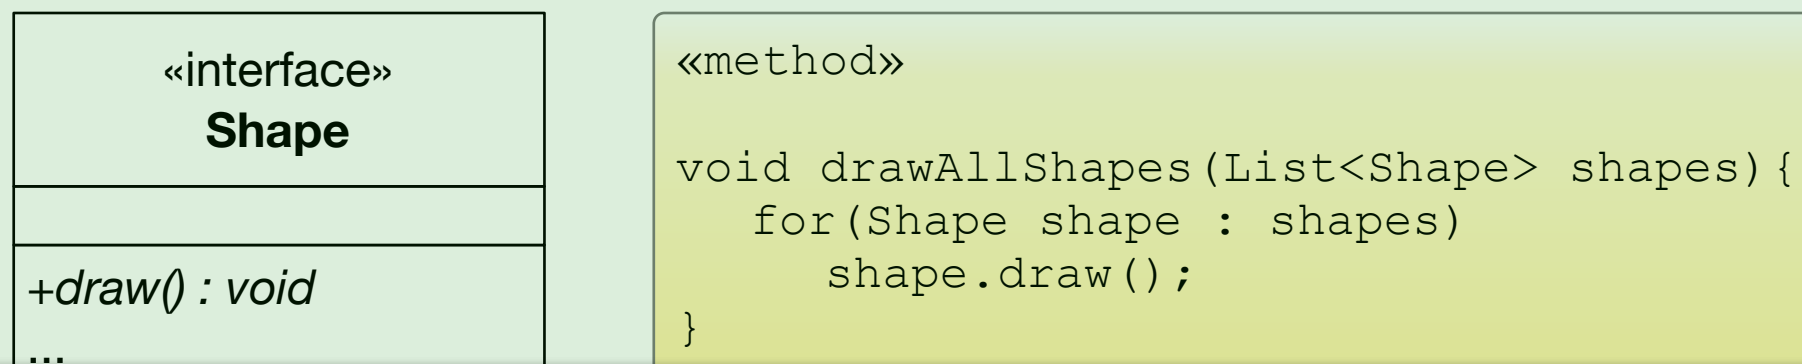 «interface»
Shape
+draw() : void
...
«method»
void drawAllShapes(List<Shape> shapes){
for(Shape shape : shapes)
shape.draw();
}